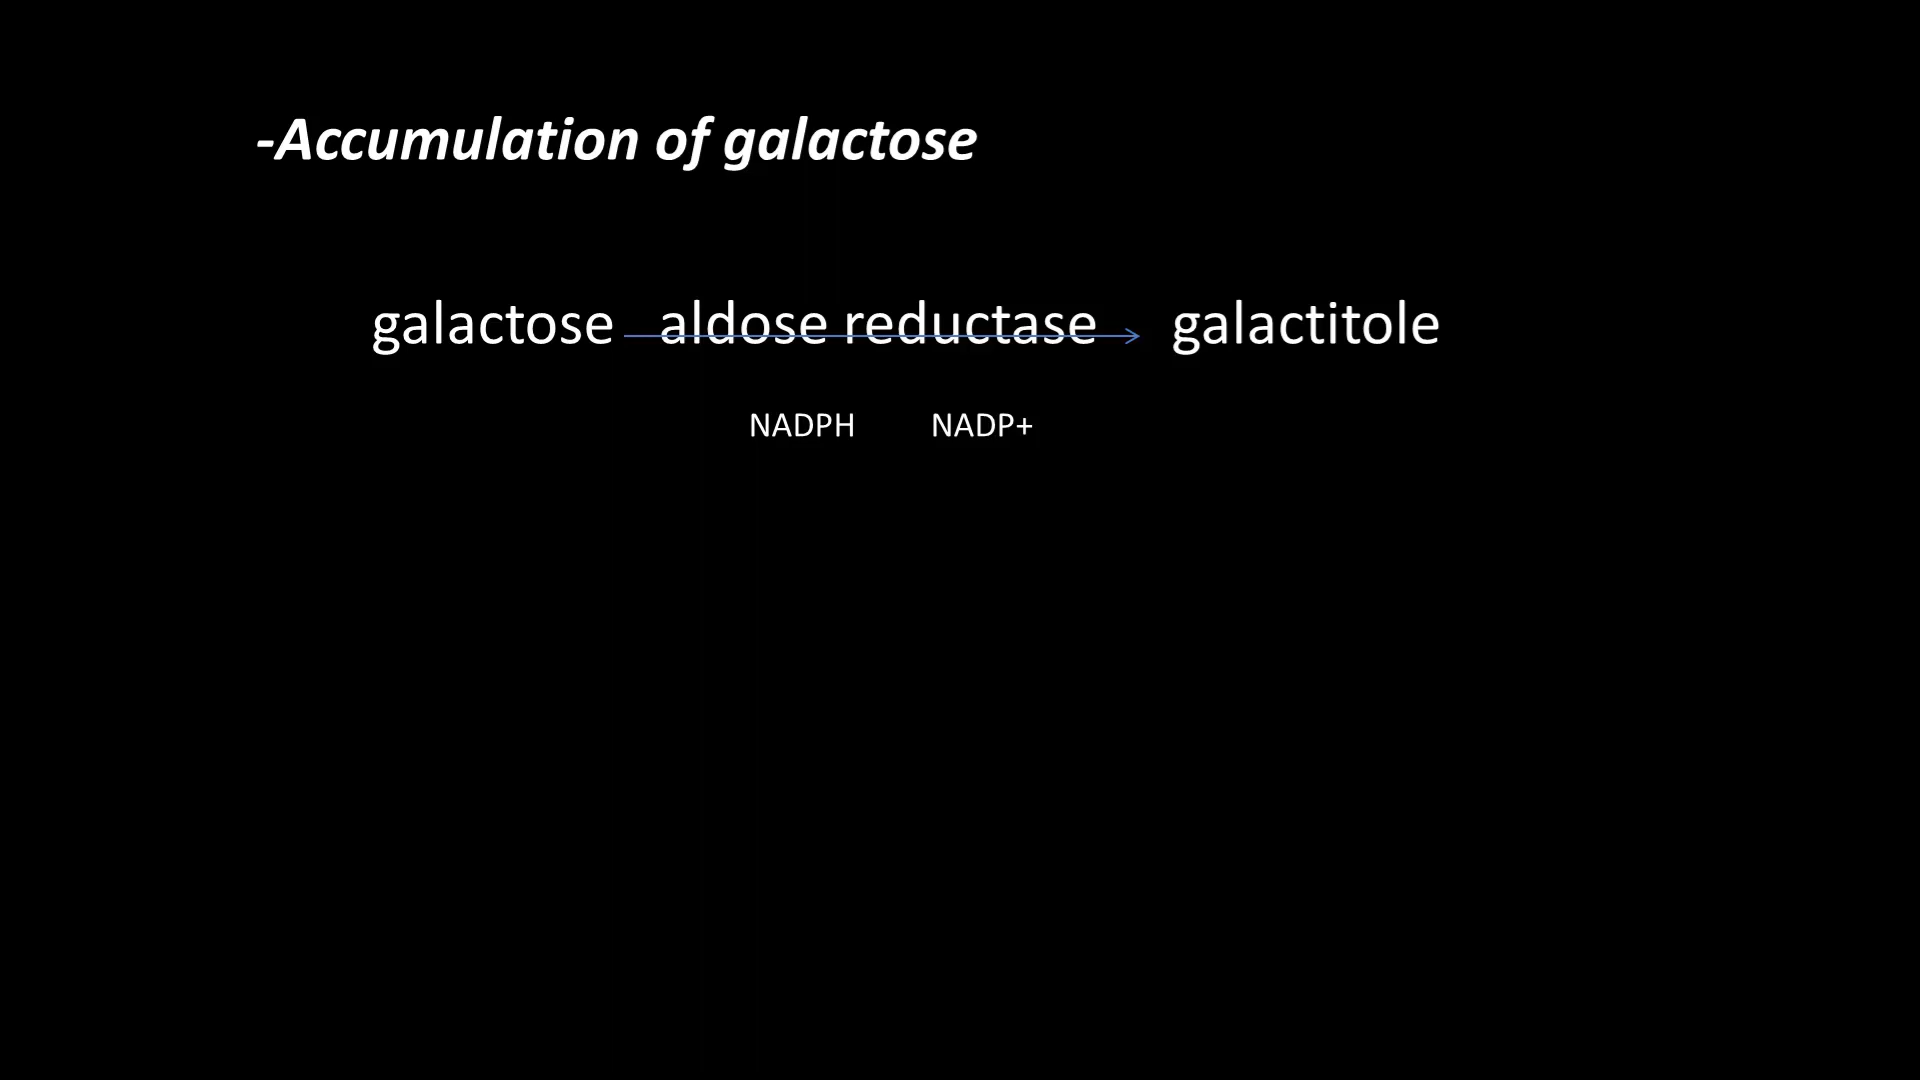 -Accumulation of galactose
galactose aldose reductase galactitole
NADPH NADP+